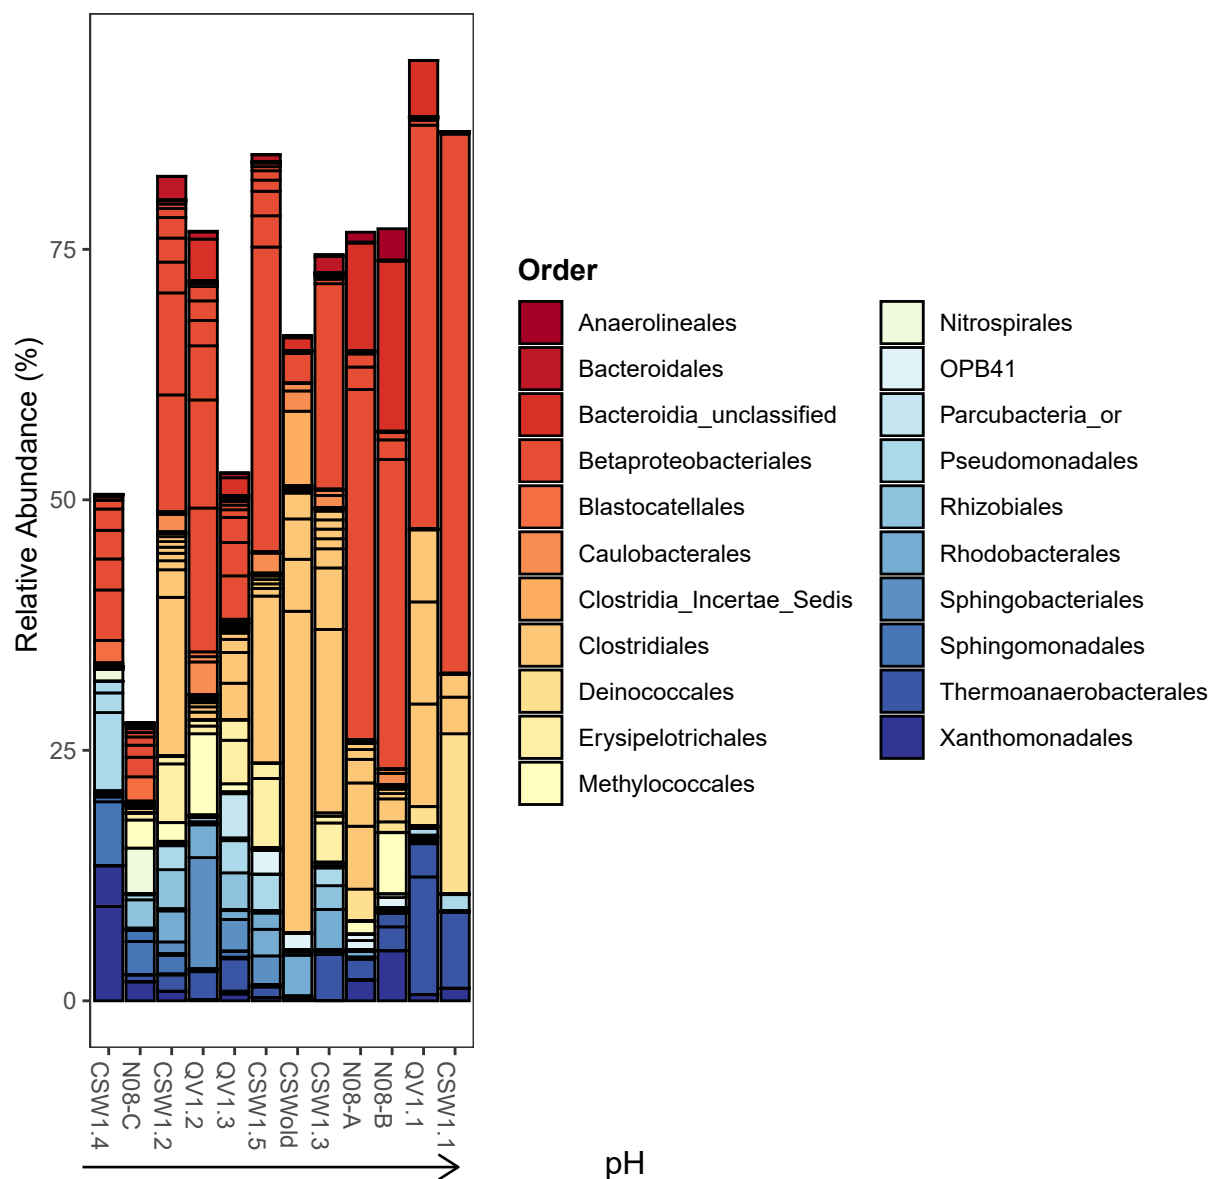 Relative Abundance (%)
75
50
25
0
CSW1.4
N08-C
CSW1.2
QV1.2
QV1.3
CSW1.5
CSWold
CSW1.3
N08-A
N08-B
QV1.1
CSW1.1
pH
Order
Anaerolineales
Bacteroidales
Bacteroidia_unclassified
Betaproteobacteriales
Blastocatellales
Caulobacterales
Clostridia_Incertae_Sedis
Clostridiales
Deinococcales
Erysipelotrichales
Methylococcales
Nitrospirales
OPB41
Parcubacteria_or
Pseudomonadales
Rhizobiales
Rhodobacterales
Sphingobacteriales
Sphingomonadales
Thermoanaerobacterales
Xanthomonadales